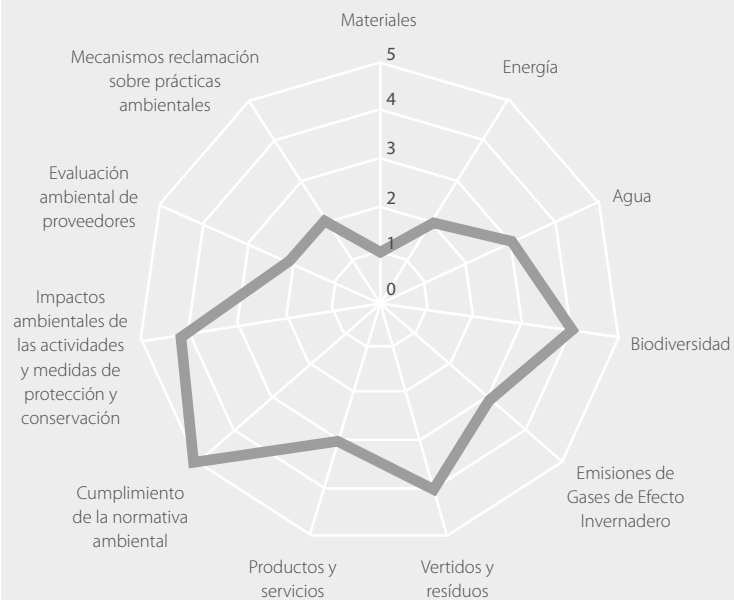 Materiales
Mecanismos reclamación
sobre prácticas
ambientales
Energía
5
4
3
2
1
0
Evaluación
ambiental de
proveedores
Agua
Impactos
ambientales de
las actividades
y medidas de
protección y
conservación
Biodiversidad
Cumplimiento
de la normativa
ambiental
Emisiones de
Gases de Efecto
Invernadero
Productos y
servicios
Vertidos y
resíduos